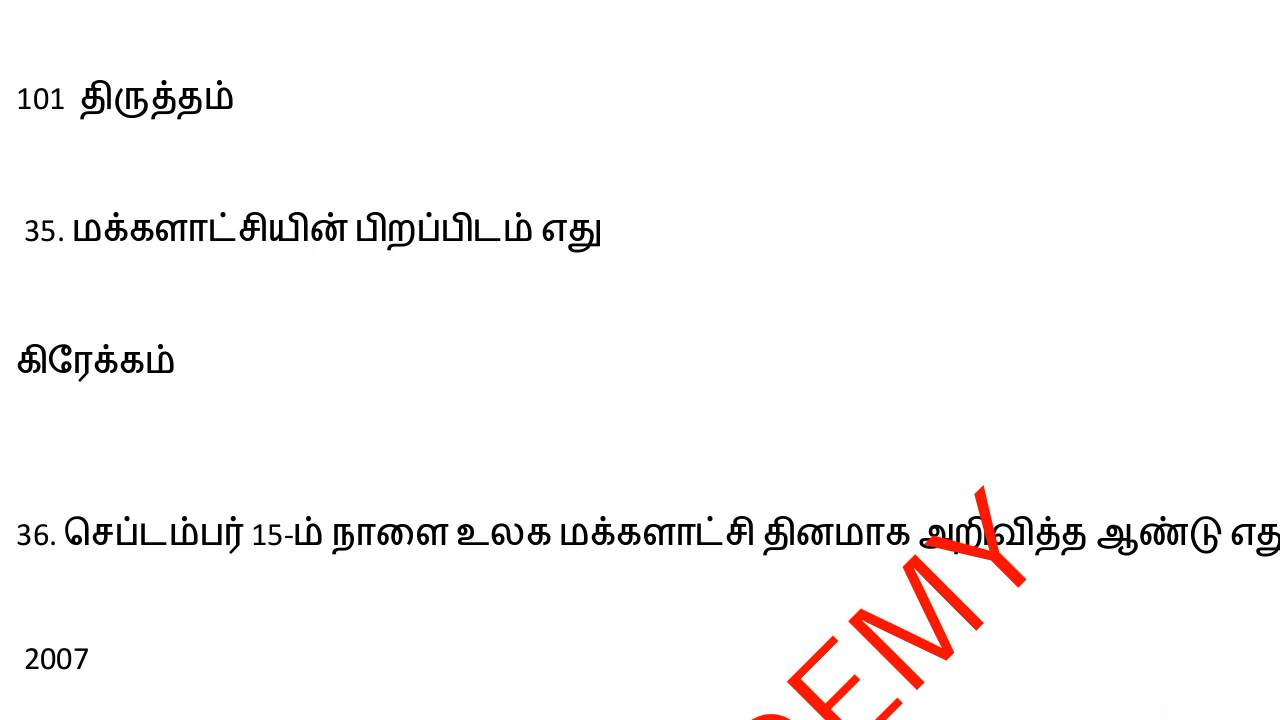 101 திருத்தம்
35. மக்களாட்சியின் பிறப்பிடம் எது
கிரேக்கம்
36. செப்டம்பர் 15-ம் நாளை உலக மக்களாட்சி தினமாக அறிவித்த ஆண்டு எது
2007
EMY